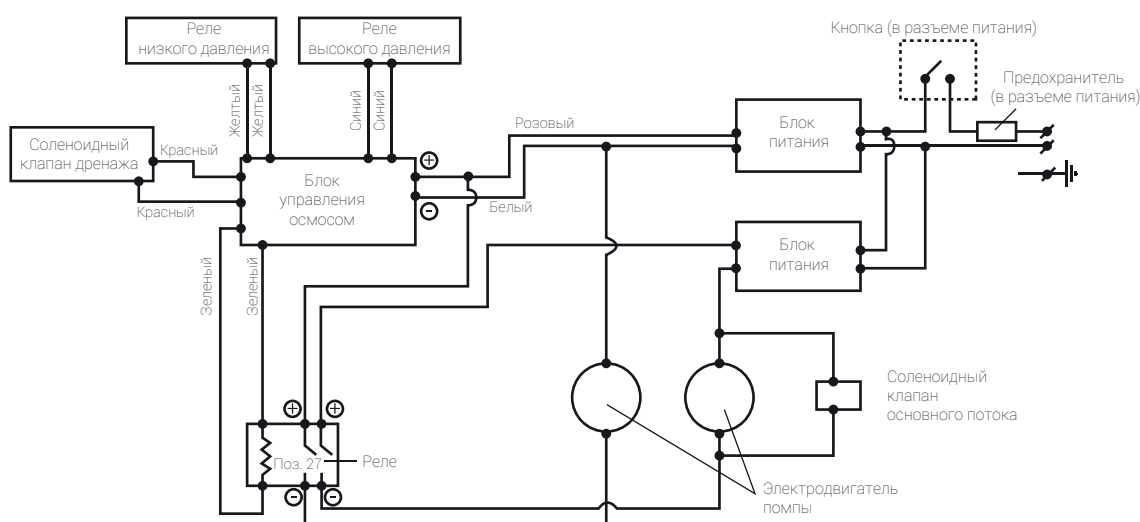 Реле
низкого давления
Реле
высокого давления
Кнопка (в разъеме питания)
Предохранитель
(в разъеме питания)
Желтый
Желтый
Синий
Синий
Соленоидный
клапан дренажа
Красный
Красный
Блок
управления
осмосом
+
-
Розовый
Белый
Блок
питания
Блок
питания
Зеленый
Зеленый
Соленоидный
клапан
основного потока
+
+
Поз. 27
Реле
-
-
Электродвигатель
помпы